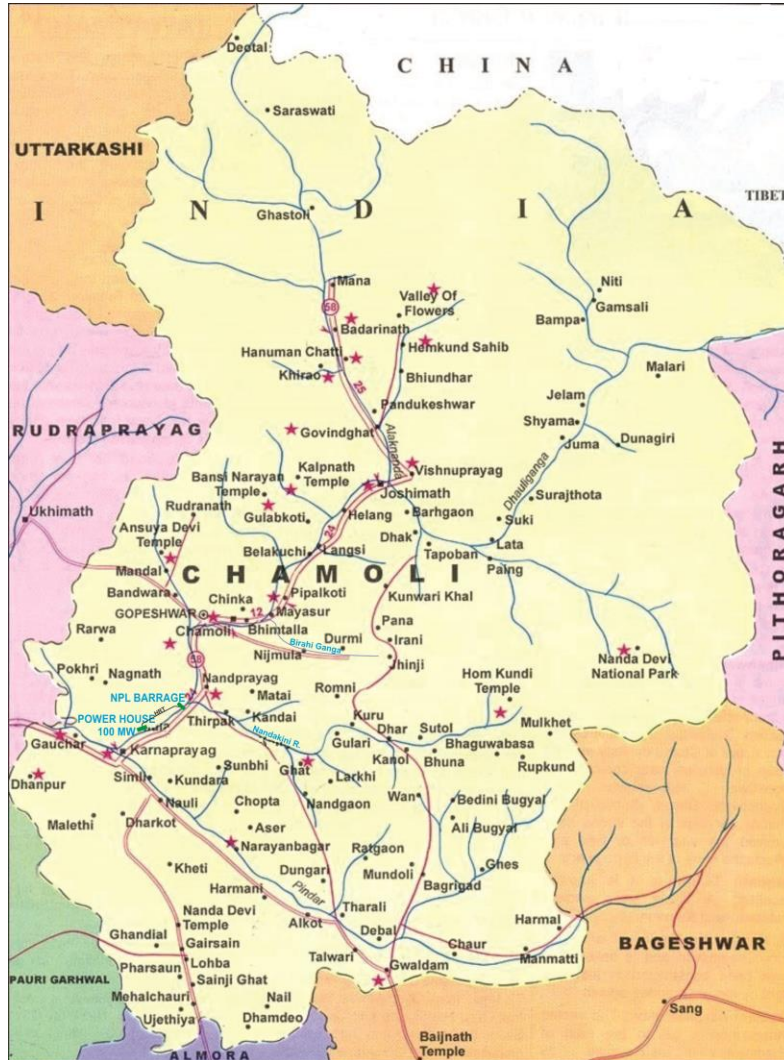 Deotal
C H I N A
Saraswati
UTTARKASHI
TIBET
I N D I A
Ghastoli
Mana
Niti
Valley Of
Flowers
58
Gamsali
Bampa
Badarinath
Hanuman Chatti
Hemkund Sahib
Khirao
Bhiundhar
Malari
25
Pandukeshwar
Jelam
RUDRAPRAYAG
Govindghat
Alaknanda
Shyama
Juma
Dunagiri
Kalpnath
Temple
Vishnuprayag
Dhauliganga
Bansi Narayan
Temple
Joshimath
Surajthota
Ukhimath
Rudranath
Gulabkoti
Helang
Barhgaon
Suki
PITHORAGARH
Ansuya Devi
Temple
24
Dhak
Lata
Belakuchi
Langsi
Tapoban
Paing
Mandal
CHAMOLI
Bandwara
Chinka
Pipalkoti
Kunwari Khal
GOPESHWAR
12
Mayasur
Chamoli
Bhimtalla
Pana
Rarwa
Birahi Ganga
Durmi
Irani
58
Nijmula
Jhinji
Nanda Devi
National Park
Pokhri
Nagnath
Nandprayag
Hom Kundi
Temple
NPL BARRAGE
Matai
Romni
HRT
POWER HOUSE
100 MW
Thirpak
Kandai
Kuru
Dhar
Sutol
Mulkhet
Gauchar
Nandakini R.
Gulari
Bhaguwabasa
Karnaprayag
Kanol
Bhuna
Rupkund
Dhanpur
Simli
Sunbhi
Ghat
Kundara
Larkhi
Nauli
Chopta
Nandgaon
Wan
Bedini Bugyal
Malethi
Dharkot
Aser
Ali Bugyal
Narayanbagar
Ratgaon
Kheti
Dungari
Mundoli
Ghes
Pindar
Bagrigad
Harmani
Nanda Devi
Temple
Tharali
Alkot
Harmal
Ghandial
Debal
Gairsain
Talwari
Chaur
Manmatti
BAGESHWAR
Lohba
Pharsaun
Gwaldam
PAURI GARHWAL
Sainji Ghat
Mehalchauri
Nail
Sang
Ujethiya
Dhamdeo
Baijnath
Temple
ALMORA